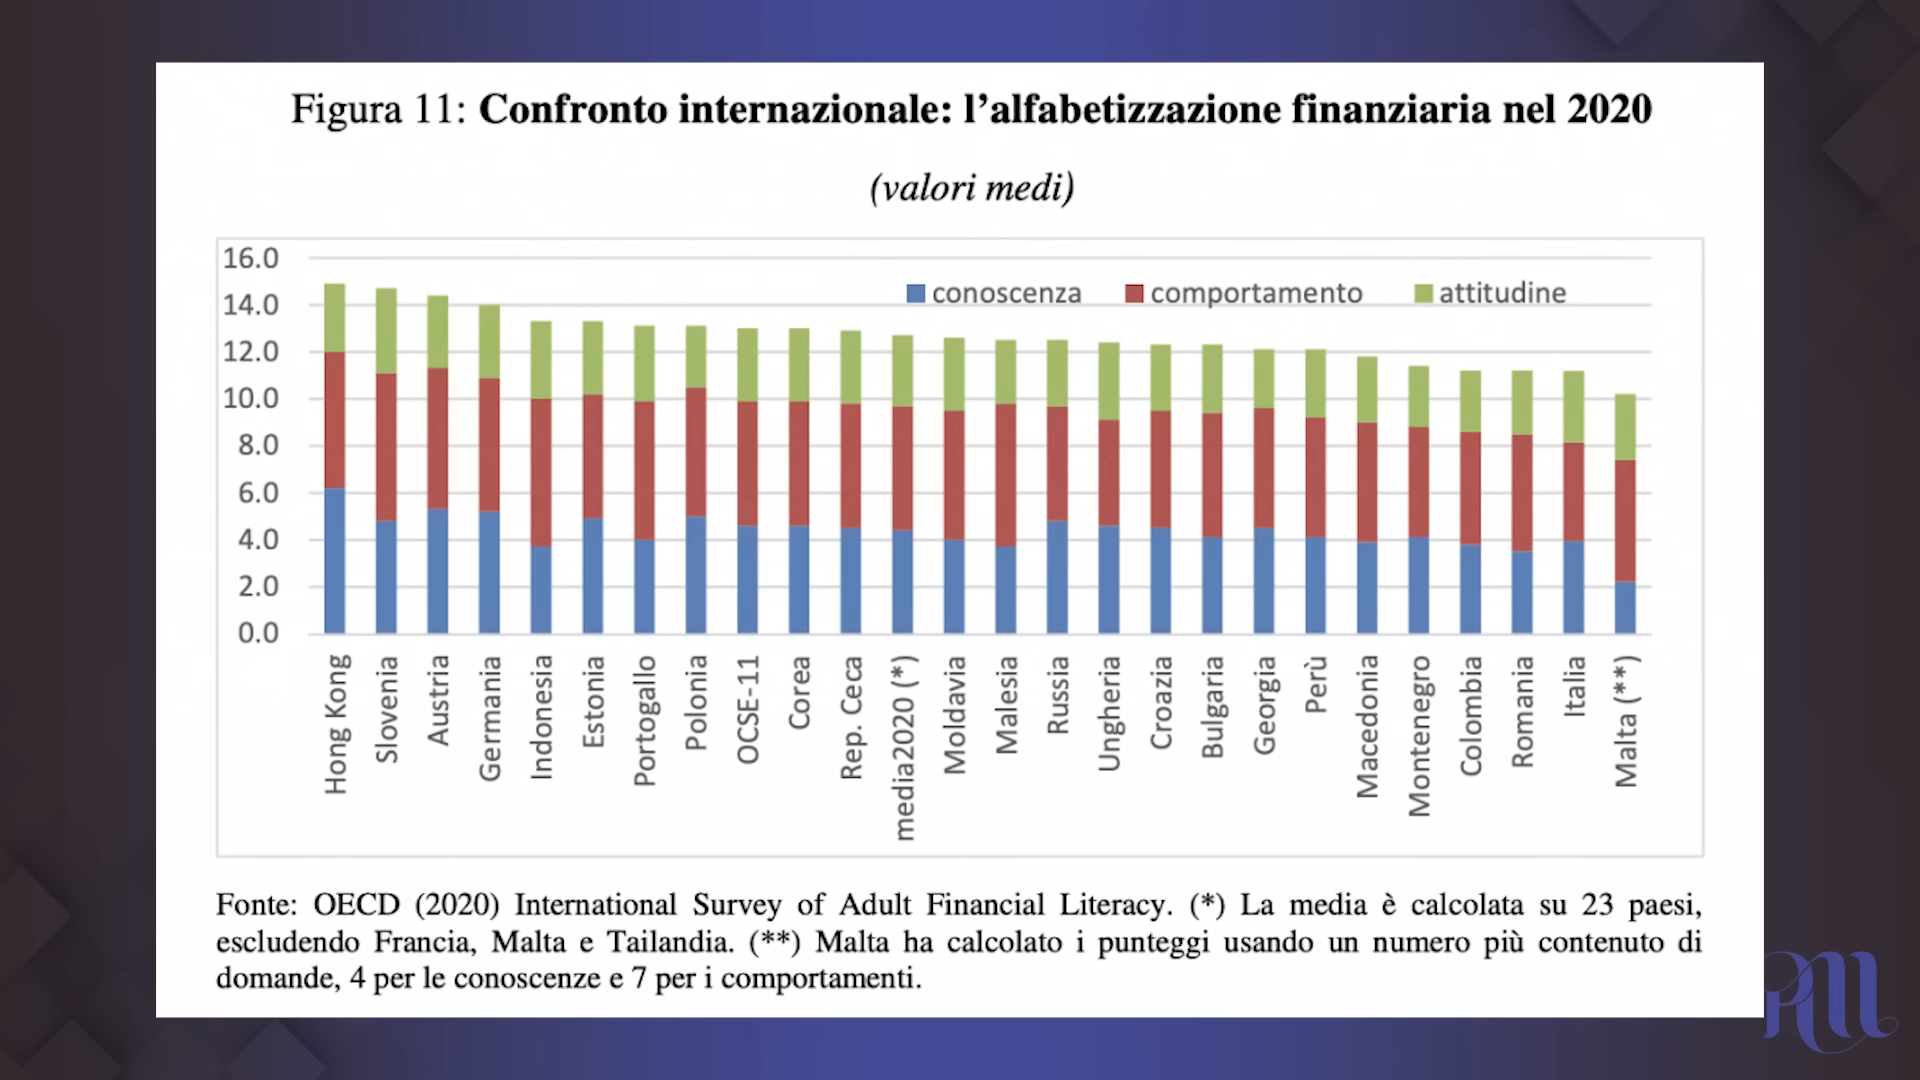 Figura 11: Confronto internazionale: l’alfabetizzazione finanziaria nel 2020
(valori medi)
16.0
14.0
12.0
10.0
8.0
6.0
4.0
2.0
0.0
conoscenza comportamento attitudine
Hong Kong
Slovenia
Austria
Germania
Indonesia
Estonia
Portogallo
Polonia
OCSE-11
Corea
Rep. Ceca
media2020 (*)
Moldavia
Malesia
Russia
Ungheria
Croazia
Bulgaria
Georgia
Perù
Macedonia
Montenegro
Colombia
Romania
Italia
Malta (**)
Fonte: OECD (2020) International Survey of Adult Financial Literacy. (*) La media è calcolata su 23 paesi,
escludendo Francia, Malta e Tailandia. (**) Malta ha calcolato i punteggi usando un numero più contenuto di
domande, 4 per le conoscenze e 7 per i comportamenti.